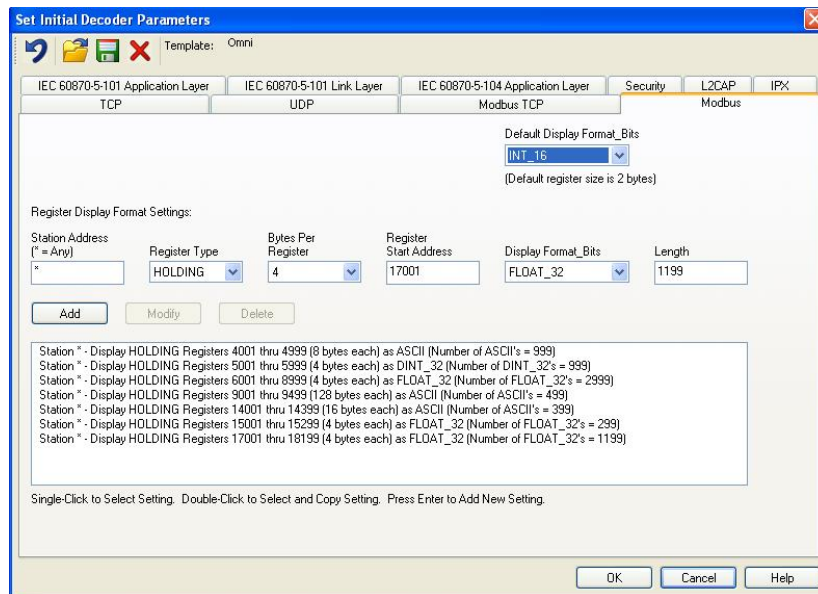 Set Initial Decoder Parameters
Template: Omni
IEC 60870-5-101 Application Layer IEC 60870-5-101 Link Layer IEC 60870-5-104 Application Layer Security L2CAP IPX
TCP UDP Modbus TCP Modbus
Default Display Format_Bits
INT_16
(Default register size is 2 bytes)
Register Display Format Settings:
Station Address
(* = Any)
Register Type
Bytes Per
Register
Register
Start Address
Display Format_Bits
Length
* HOLDING 4 17001 FLOAT_32 1199
Add Modify Delete
Station * - Display HOLDING Registers 4001 thru 4999 (8 bytes each) as ASCII (Number of ASCII's = 999)
Station * - Display HOLDING Registers 5001 thru 5999 (4 bytes each) as DINT_32 (Number of DINT_32's = 999)
Station * - Display HOLDING Registers 6001 thru 8999 (4 bytes each) as FLOAT_32 (Number of FLOAT_32's = 2999)
Station * - Display HOLDING Registers 9001 thru 9499 (128 bytes each) as ASCII (Number of ASCII's = 499)
Station * - Display HOLDING Registers 14001 thru 14399 (16 bytes each) as ASCII (Number of ASCII's = 399)
Station * - Display HOLDING Registers 15001 thru 15299 (4 bytes each) as FLOAT_32 (Number of FLOAT_32's = 299)
Station * - Display HOLDING Registers 17001 thru 18199 (4 bytes each) as FLOAT_32 (Number of FLOAT_32's = 1199)
Single-Click to Select Setting. Double-Click to Select and Copy Setting. Press Enter to Add New Setting.
OK Cancel Help